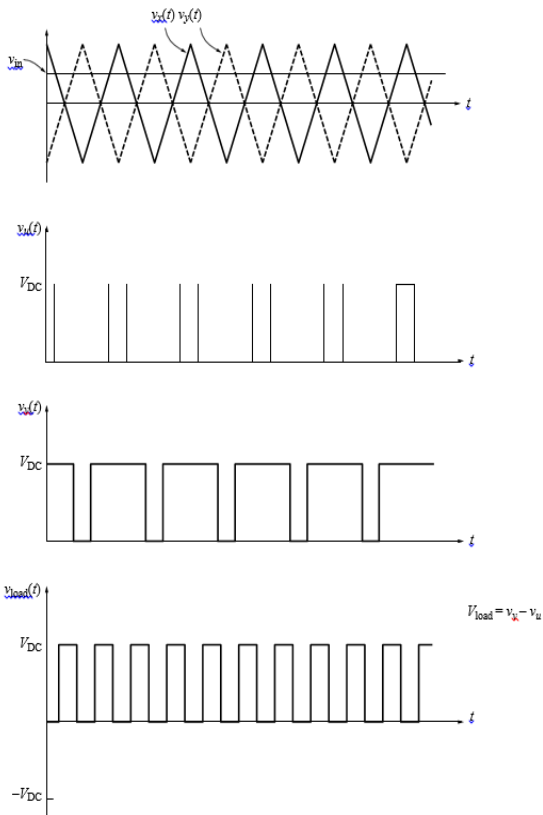 vx(t) vy(t)
vin
t
vu(t)
VDC
t
vv(t)
VDC
t
vload(t)
Vload = vv – vu
VDC
t
–VDC